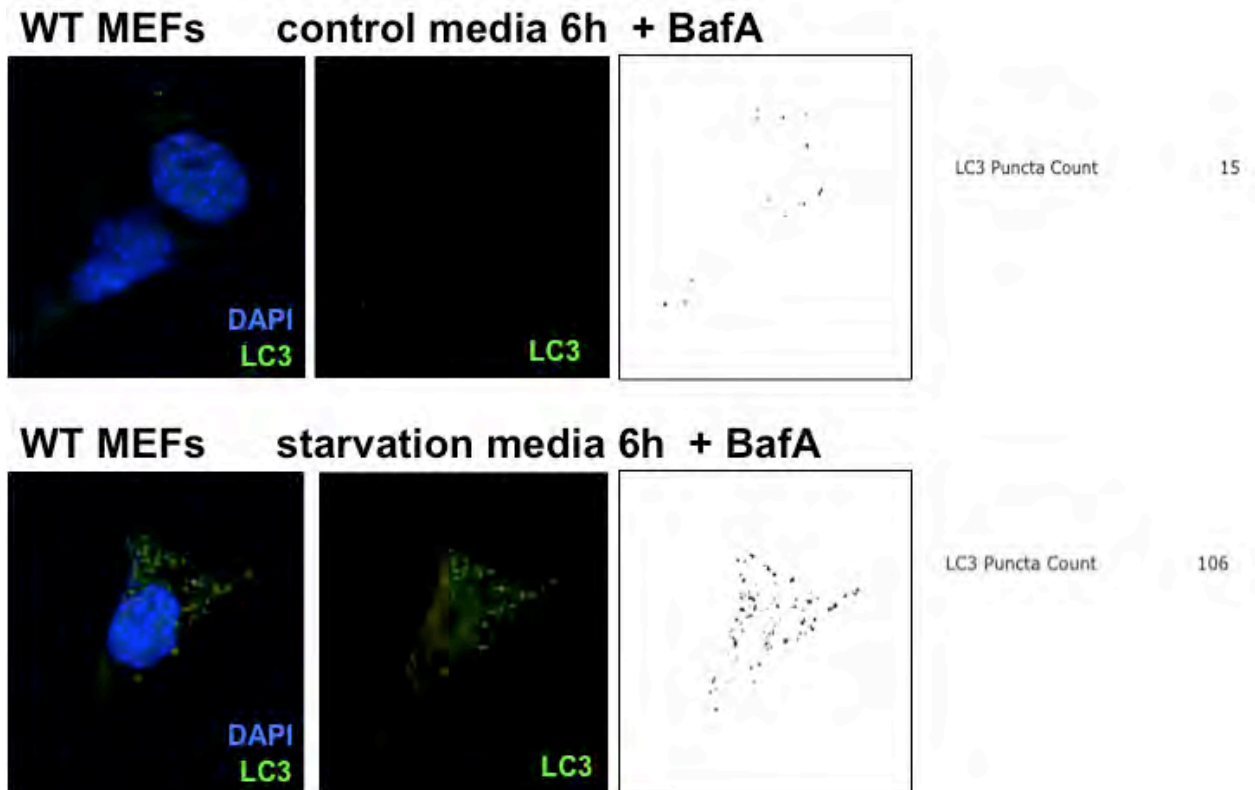 WT MEFs control media 6h + BafA
DAPI
LC3
LC3
LC3 Puncta Count 15
WT MEFs starvation media 6h + BafA
DAPI
LC3
LC3
LC3 Puncta Count 106